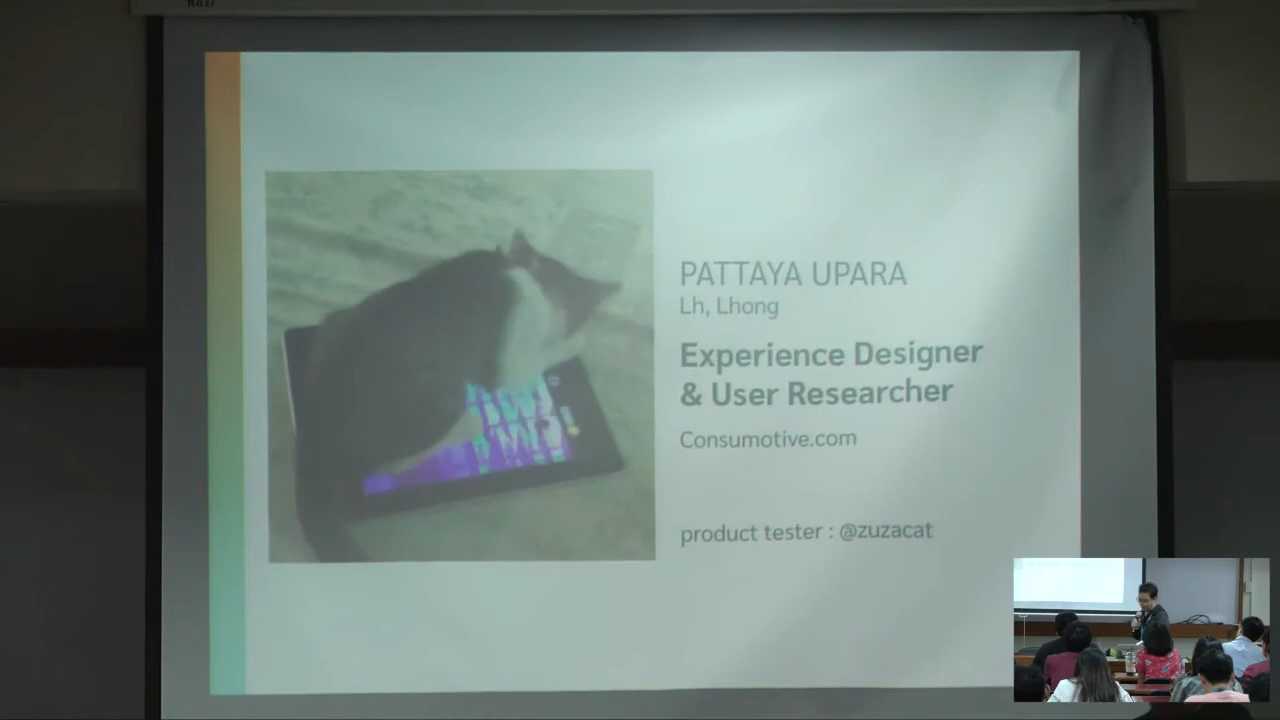 PATTAYA UPARA
Lh, Lhong
Experience Designer
& User Researcher
Consumotive.com
product tester : @zuzacat